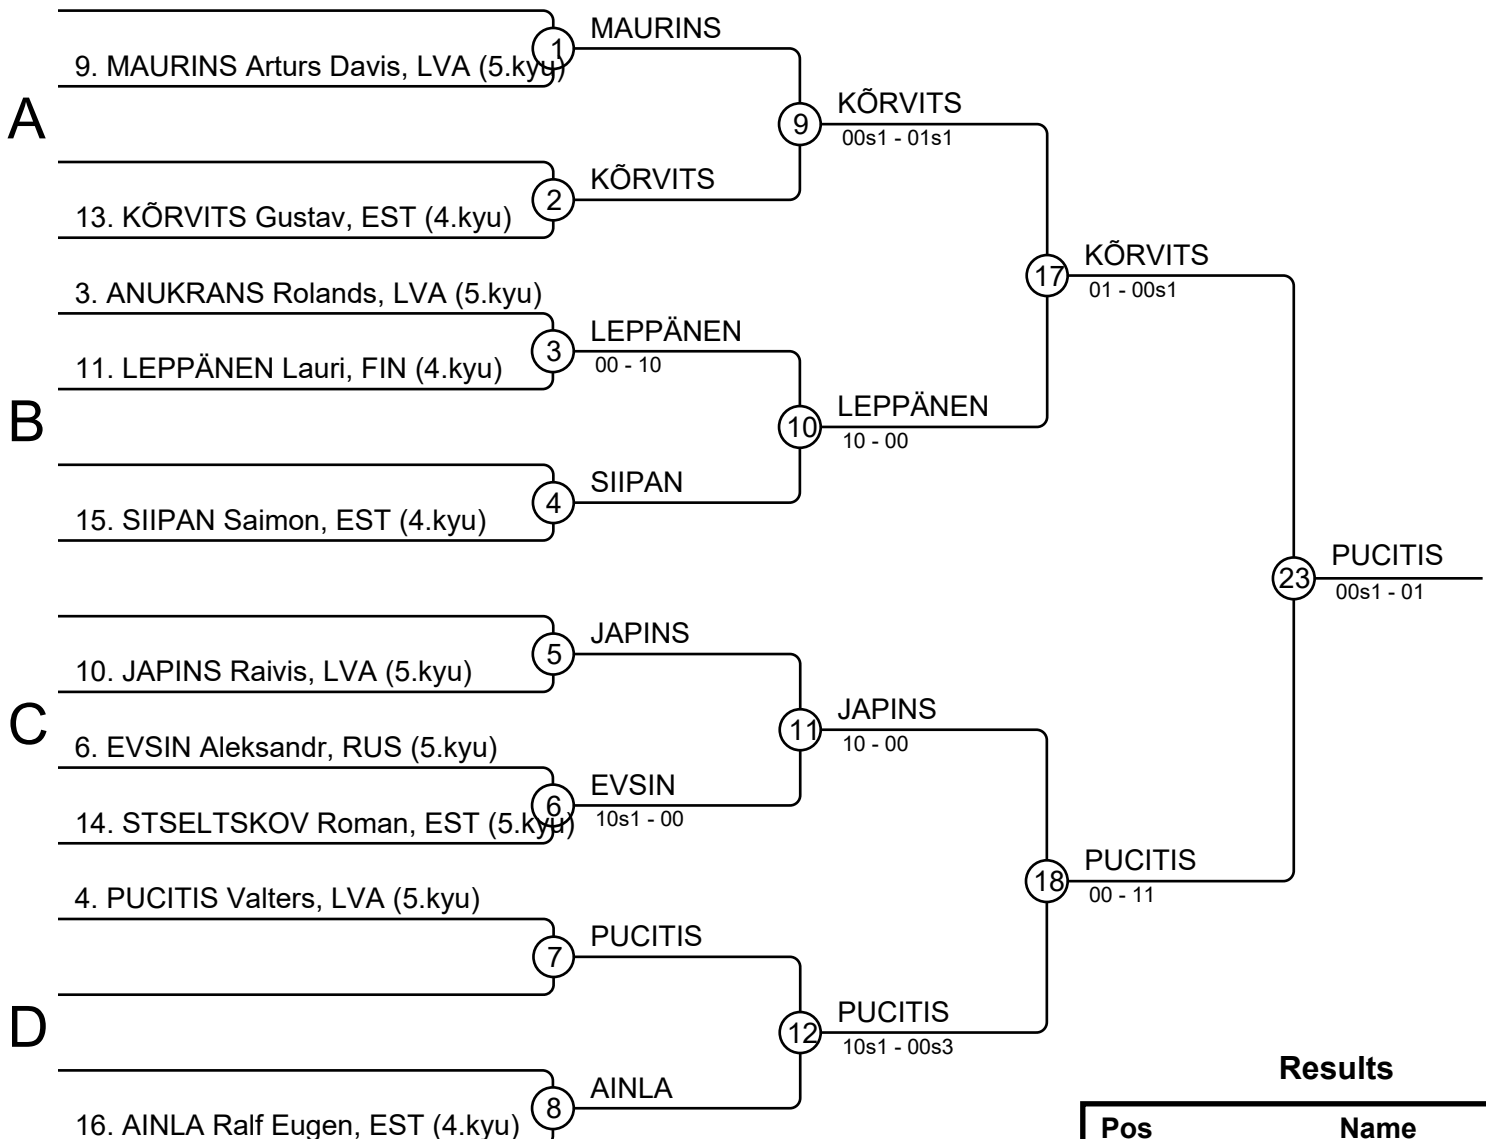 MAURINS
1
9. MAURINS Arturs Davis, LVA (5.kyu)
A
KÕRVITS
9
00s1 - 01s1
KÕRVITS
2
13. KÕRVITS Gustav, EST (4.kyu)
KÕRVITS
17
01 - 00s1
3. ANUKRANS Rolands, LVA (5.kyu)
LEPPÄNEN
3
00 - 10
11. LEPPÄNEN Lauri, FIN (4.kyu)
B
LEPPÄNEN
10
10 - 00
SIIPAN
4
15. SIIPAN Saimon, EST (4.kyu)
PUCITIS
23
00s1 - 01
JAPINS
5
10. JAPINS Raivis, LVA (5.kyu)
C
JAPINS
11
10 - 00
6. EVSIN Aleksandr, RUS (5.kyu)
EVSIN
6
10s1 - 00
14. STSELTSKOV Roman, EST (5.kyu)
PUCITIS
18
00 - 11
4. PUCITIS Valters, LVA (5.kyu)
PUCITIS
7
D
PUCITIS
12
10s1 - 00s3
AINLA
8
16. AINLA Ralf Eugen, EST (4.kyu)
Results
Pos Name